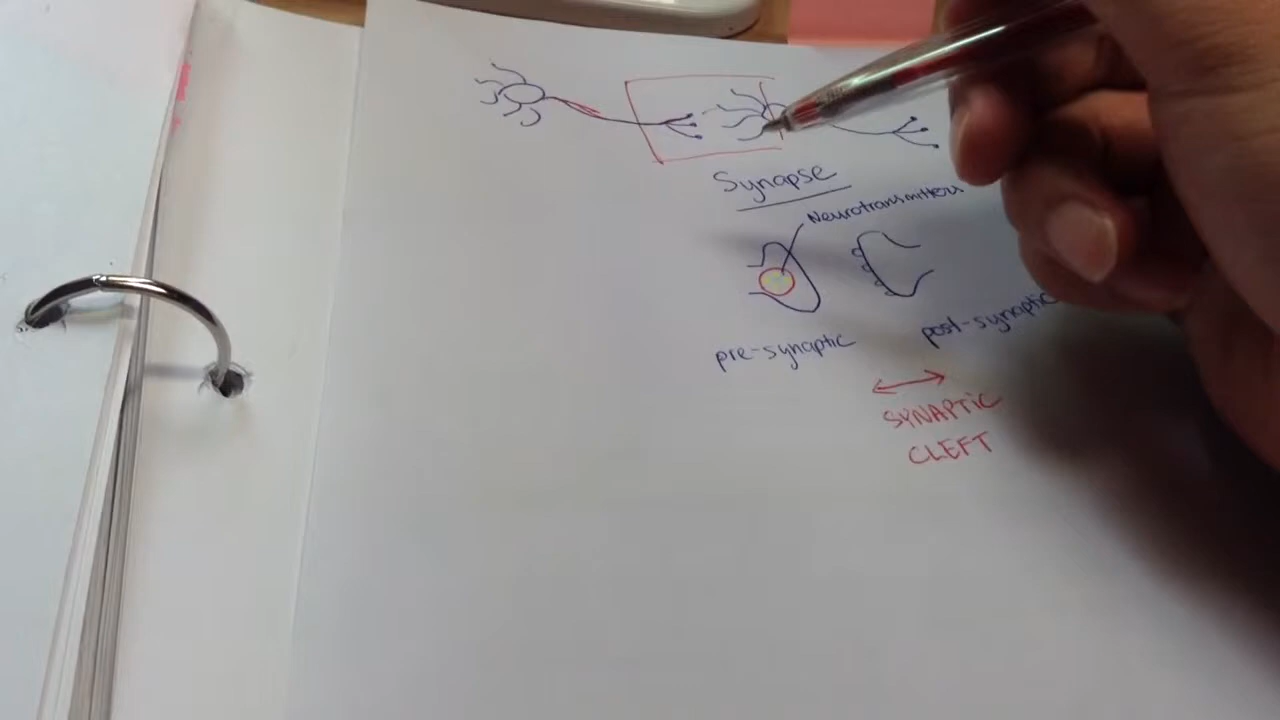 Synapse
Neurotransmitters
pre-synaptic
post-synaptic
SYNAPTIC
CLEFT